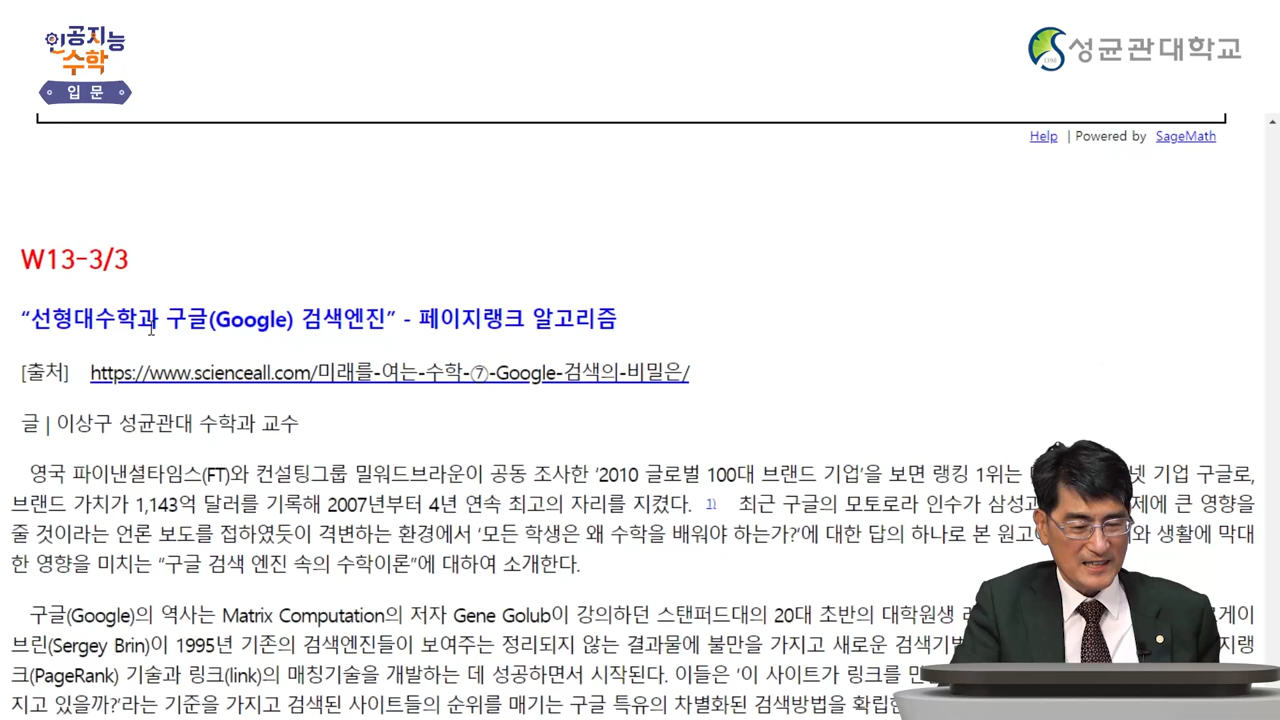 인공지능
수학
입문
성균관대학교
Help | Powered by SageMath
W13-3/3
“선형대수학과 구글(Google) 검색엔진” - 페이지랭크 알고리즘
[출처] https://www.scienceall.com/미래를-여는-수학-⑦-Google-검색의-비밀은/
글 | 이상구 성균관대 수학과 교수
영국 파이낸셜타임스(FT)와 컨설팅그룹 밀워드브라운이 공동 조사한 ‘2010 글로벌 100대 브랜드 기업’을 보면 랭킹 1위는 기업 구글로,
브랜드 가치가 1,143억 달러를 기록해 2007년부터 4년 연속 최고의 자리를 지켰다. 1) 최근 구글의 모토로라 인수가 큰 영향을
줄 것이라는 언론 보도를 접하였듯이 격변하는 환경에서 ‘모든 학생은 왜 수학을 배워야 하는가?’에 대한 답의 하나로 본 생활에 막대
한 영향을 미치는 “구글 검색 엔진 속의 수학이론”에 대하여 소개한다.
구글(Google)의 역사는 Matrix Computation의 저자 Gene Golub이 강의하던 스탠퍼드대의 20대 초반의 대학원생
브린(Sergey Brin)이 1995년 기존의 검색엔진들이 보여주는 정리되지 않는 결과물에 불만을 가지고 새로운
크(PageRank) 기술과 링크(link)의 매칭기술을 개발하는 데 성공하면서 시작된다. 이들은 ‘이 사이트가 링크를
지고 있을까?’라는 기준을 가지고 검색된 사이트들의 순위를 매기는 구글 특유의 차별화된 검색방법을